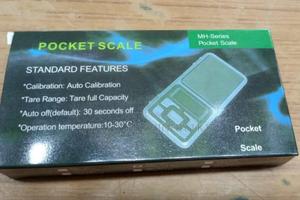 POCKET SCALE
MH-Series
Pocket Scale
STANDARD FEATURES
*Calibration: Auto Calibration
*Tare Range: Tare full Capacity
*Auto off(default): 30 seconds off
*Operation temperature:10-30°C
Pocket
Scale